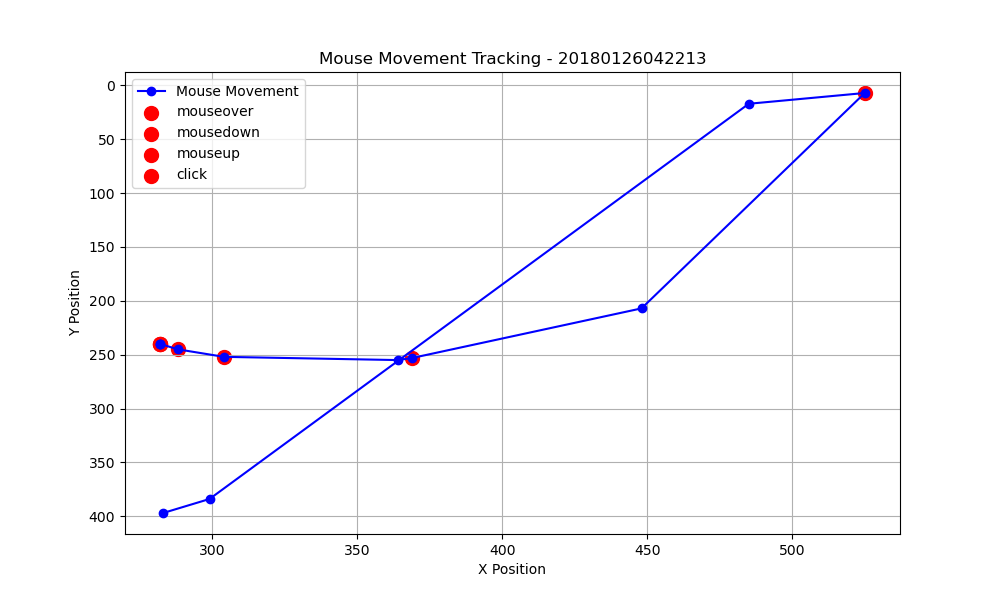 Mouse Movement Tracking - 20180126042213
Mouse Movement
mouseover
mousedown
mouseup
click
0
50
100
150
200
250
300
350
400
Y Position
300
350
400
450
500
X Position